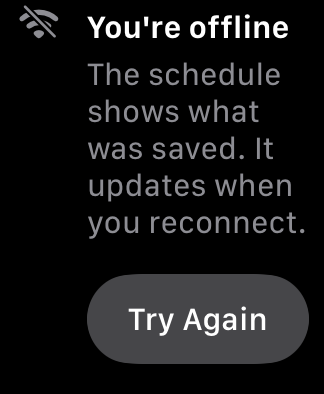 You're offline
The schedule
shows what
was saved. It
updates when
you reconnect.
Try Again